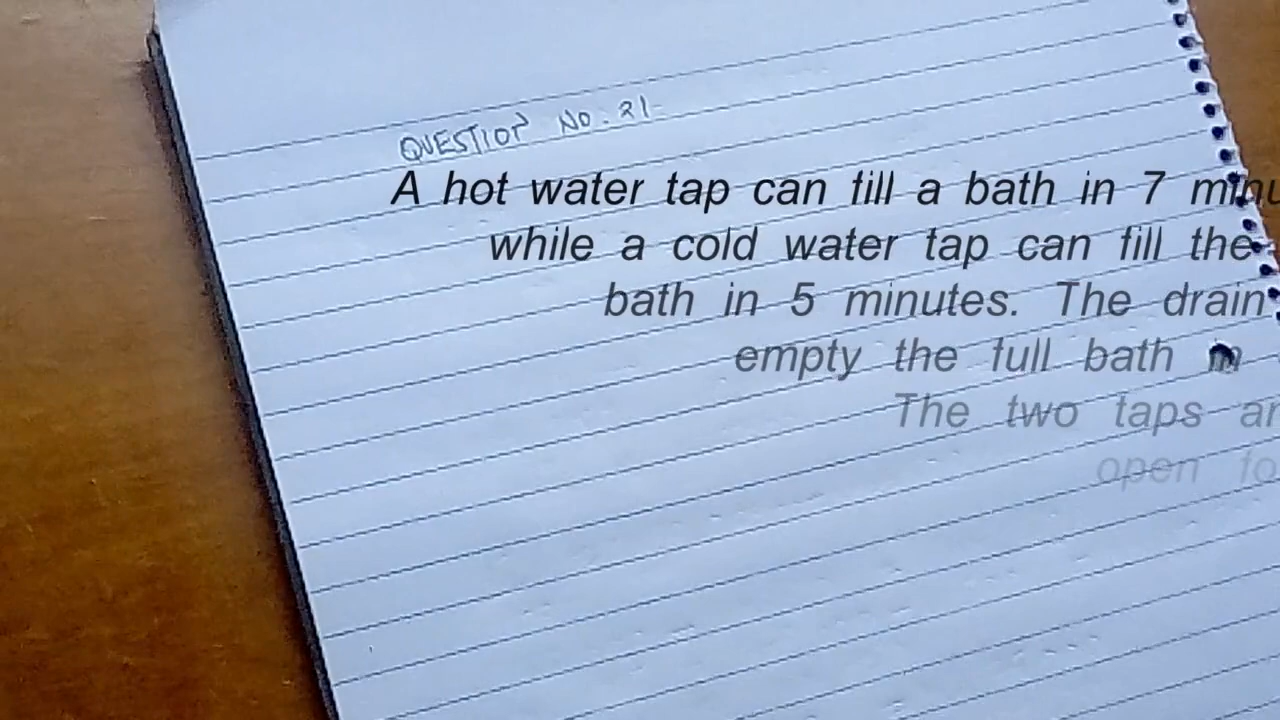 QUESTION NO. 21
A hot water tap can fill a bath in 7
while a cold water tap can fill the
bath in 5 minutes. The drain
empty the full bath
The two taps
open